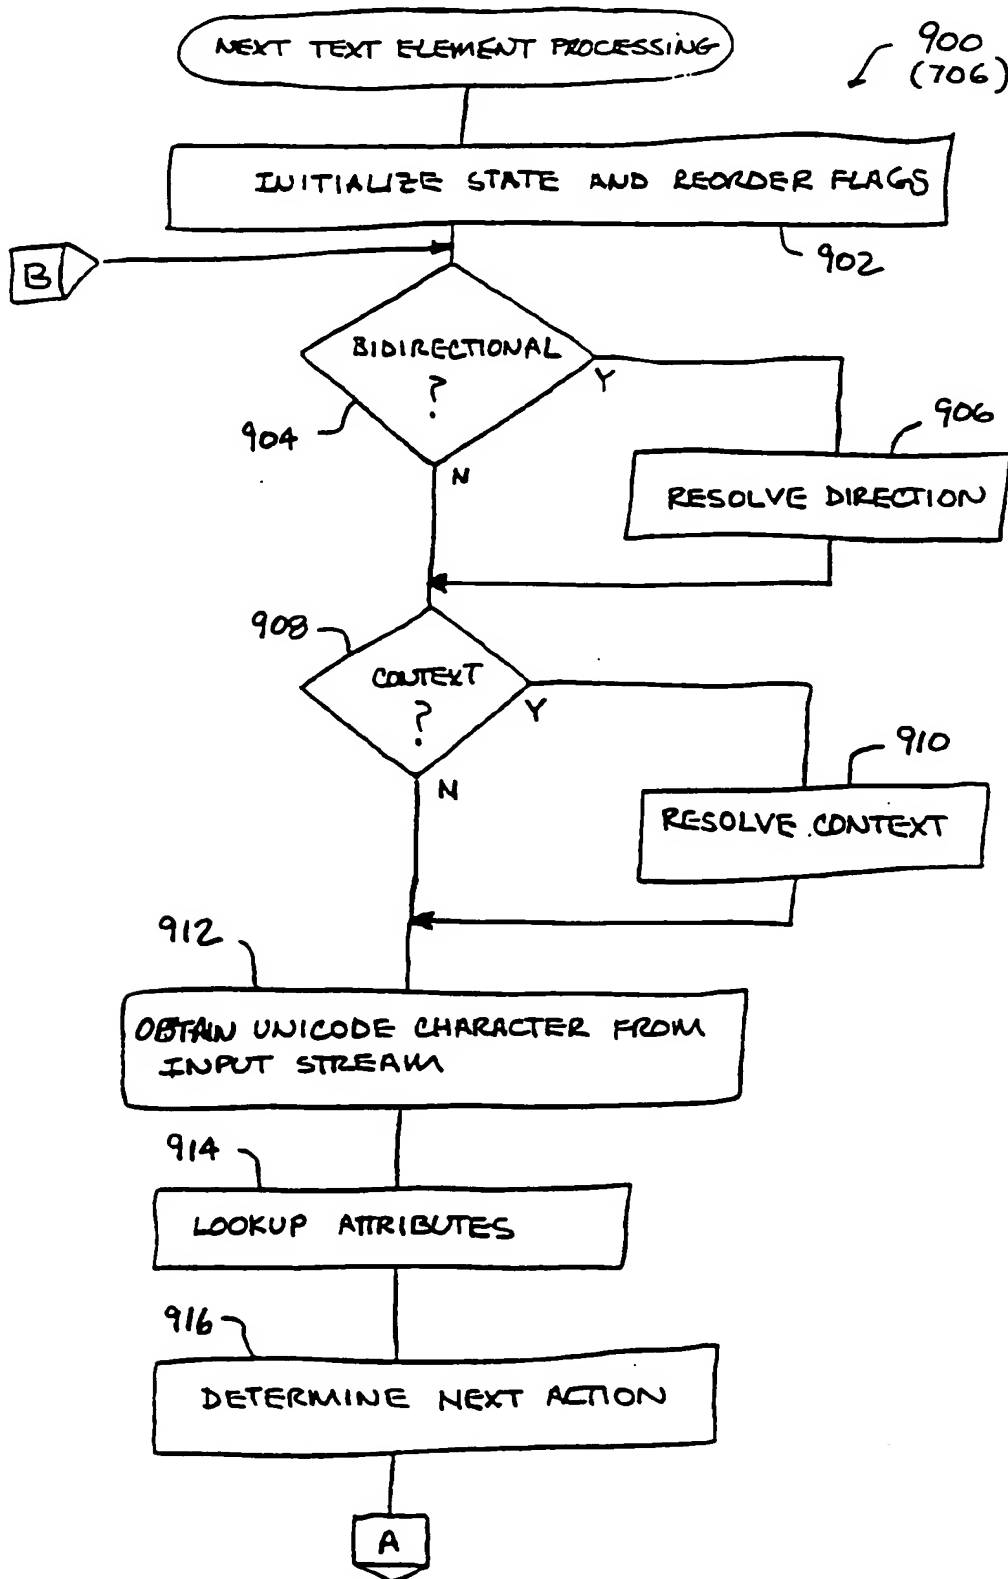 NEXT TEXT ELEMENT PROCESSING
900
(706)
INITIALIZE STATE AND REORDER FLAGS
902
B
BIDIRECTIONAL
?
Y
904
N
906
RESOLVE DIRECTION
908
CONTEXT
?
Y
N
910
RESOLVE CONTEXT
912
OBTAIN UNICODE CHARACTER FROM
INPUT STREAM
914
LOOKUP ATTRIBUTES
916
DETERMINE NEXT ACTION
A